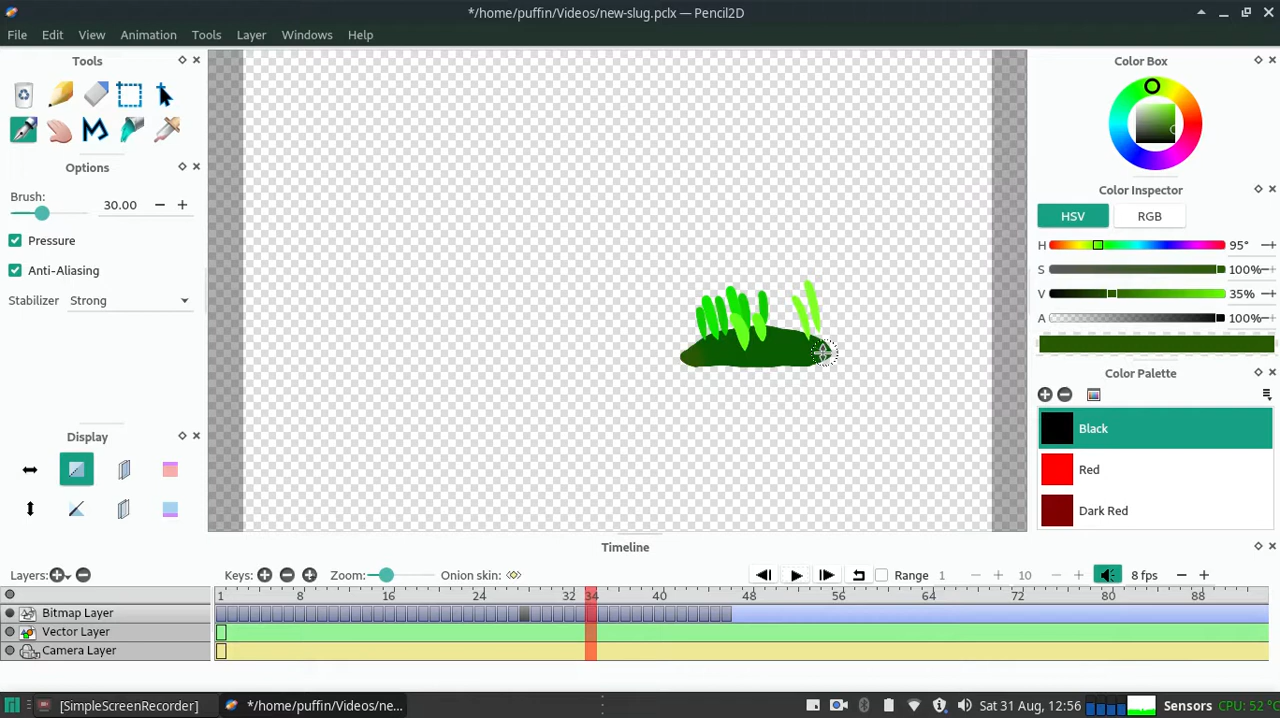 */home/puffin/Videos/new-slug.pclx — Pencil2D
File Edit View Animation Tools Layer Windows Help
Tools
Options
Brush:
30.00
Pressure
Anti-Aliasing
Stabilizer Strong
Display
Color Box
Color Inspector
HSV RGB
H 95°
S 100%
V 35%
A 100%
Color Palette
Black
Red
Dark Red
Timeline
Layers: Keys: Zoom: Onion skin: Range 1 10 8 fps
1 8 16 24 32 34 40 48 56 64 72 80 88
Bitmap Layer
Vector Layer
Camera Layer
[SimpleScreenRecorder] */home/puffin/Videos/ne... Sat 31 Aug, 12:56 Sensors CPU: 52 °C